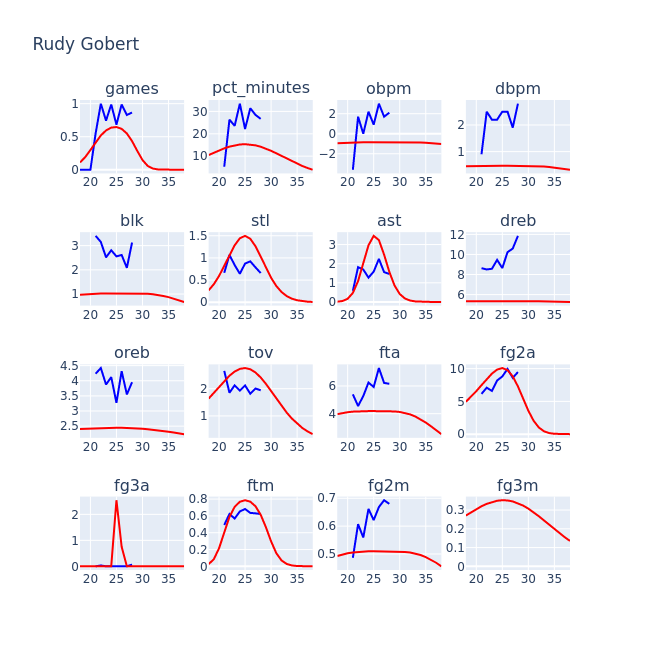 Rudy Gobert
games pct_minutes obpm dbpm
1 0.5 0 20 25 30 35
30 20 10 20 25 30 35
2 0 −2 20 25 30 35
2 1 20 25 30 35
blk stl ast dreb
3 2 1 20 25 30 35
1.5 1 0.5 0 20 25 30 35
3 2 1 0 20 25 30 35
12 10 8 6 20 25 30 35
oreb tov fta fg2a
4.5 4 3.5 3 2.5 20 25 30 35
2 1 20 25 30 35
6 4 20 25 30 35
10 5 0 20 25 30 35
fg3a ftm fg2m fg3m
2 1 0 20 25 30 35
0.8 0.6 0.4 0.2 0 20 25 30 35
0.7 0.6 0.5 20 25 30 35
0.3 0.2 0.1 0 20 25 30 35